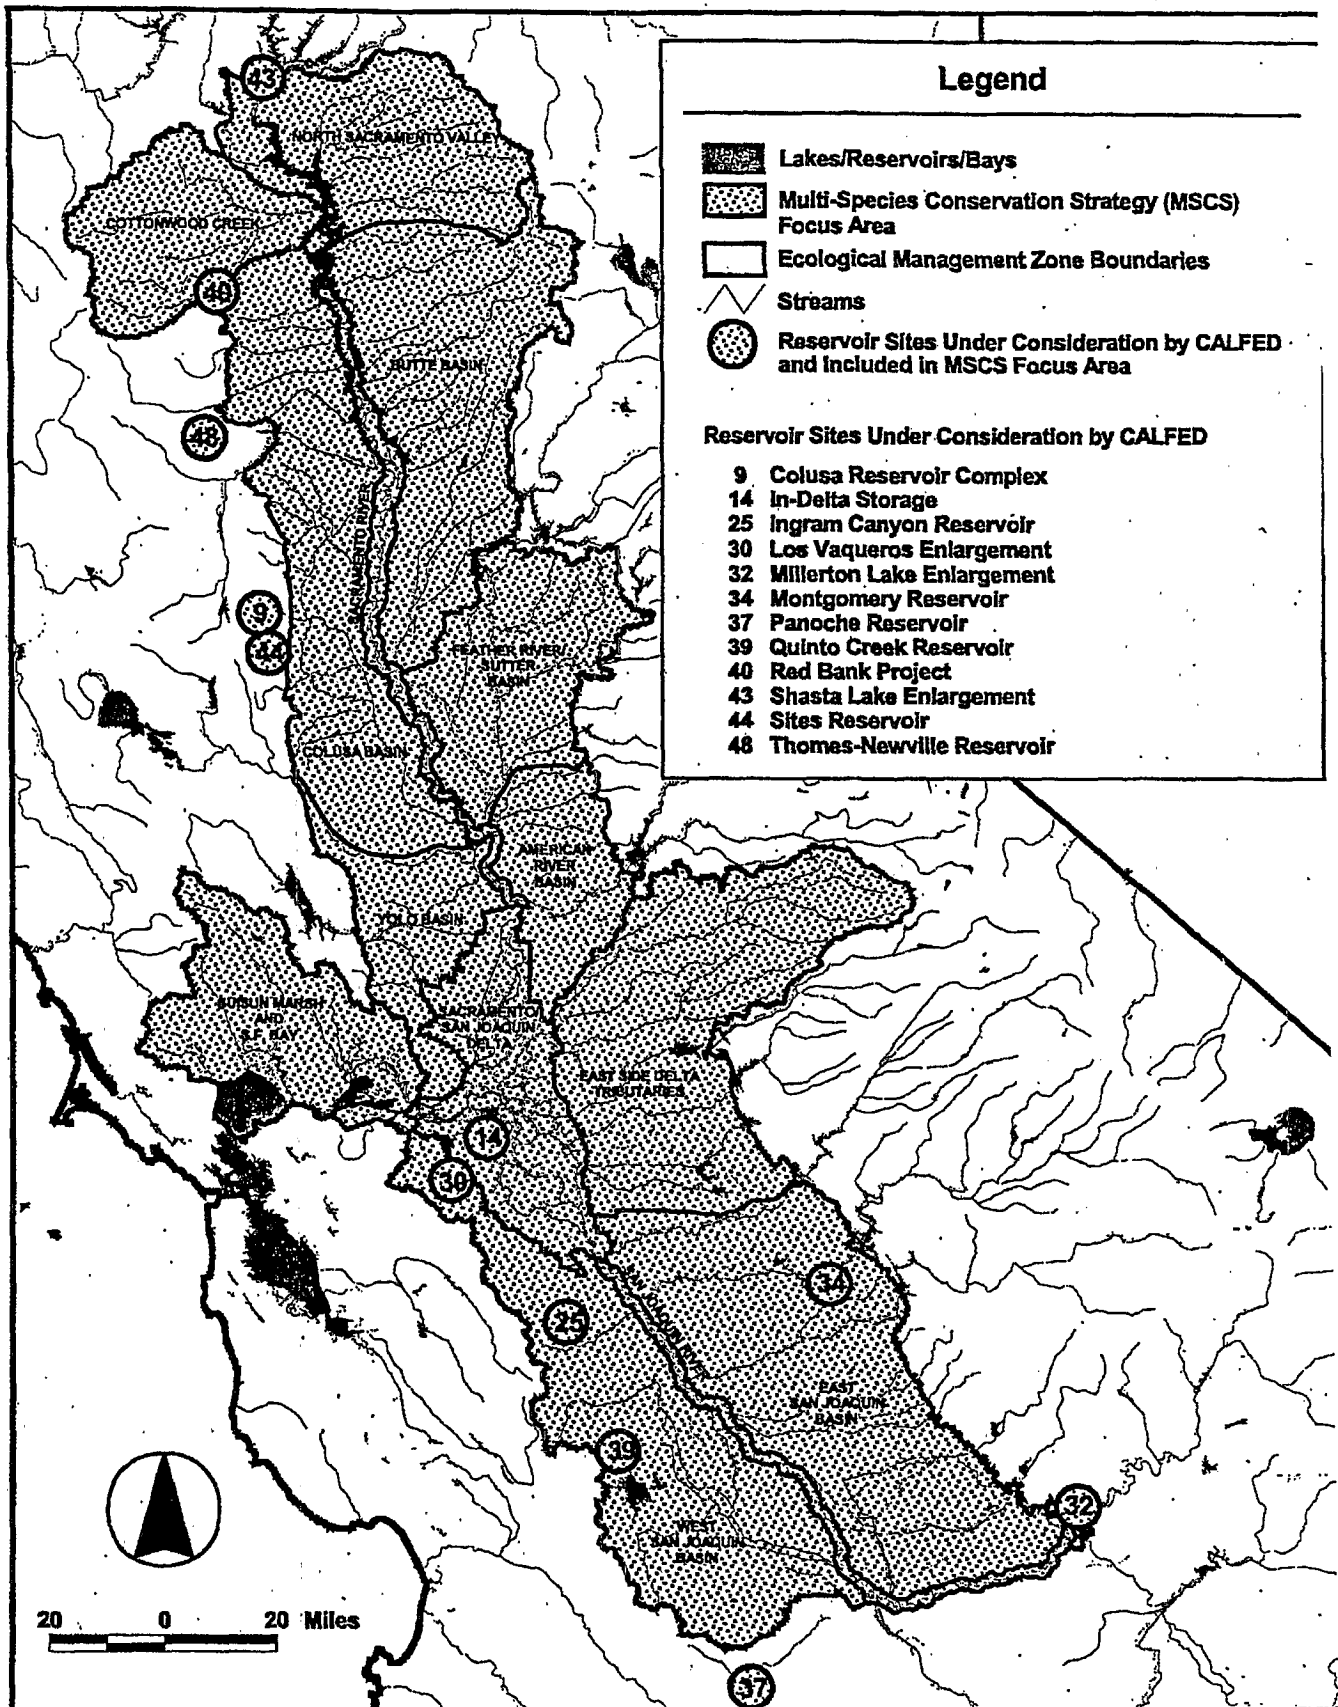 Legend
Lakes/Reservoirs/Bays
Multi-Species Conservation Strategy (MSCS)
Focus Area
Ecological Management Zone Boundaries
Streams
Reservoir Sites Under Consideration by CALFED
and Included in MSCS Focus Area
Reservoir Sites Under Consideration by CALFED
9 Colusa Reservoir Complex
14 In-Delta Storage
25 Ingram Canyon Reservoir
30 Los Vaqueros Enlargement
32 Millerton Lake Enlargement
34 Montgomery Reservoir
37 Panoche Reservoir
39 Quinto Creek Reservoir
40 Red Bank Project
43 Shasta Lake Enlargement
44 Sites Reservoir
48 Thomes-Newville Reservoir
43
NORTH SACRAMENTO VALLEY
COTTONWOOD CREEK
40
BUTTE BASIN
48
SACRAMENTO RIVER
9
44
FEATHER RIVER/
SUTTER
BASIN
COLUSA BASIN
AMERICAN
RIVER
BASIN
YOLO BASIN
SUISUN MARSH
AND
S.F. BAY
SACRAMENTO/
SAN JOAQUIN
DELTA
EAST SIDE DELTA
TRIBUTARIES
14
30
34
SAN JOAQUIN RIVER
25
EAST
SAN JOAQUIN
BASIN
39
32
WEST
SAN JOAQUIN
BASIN
20 0 20 Miles
37